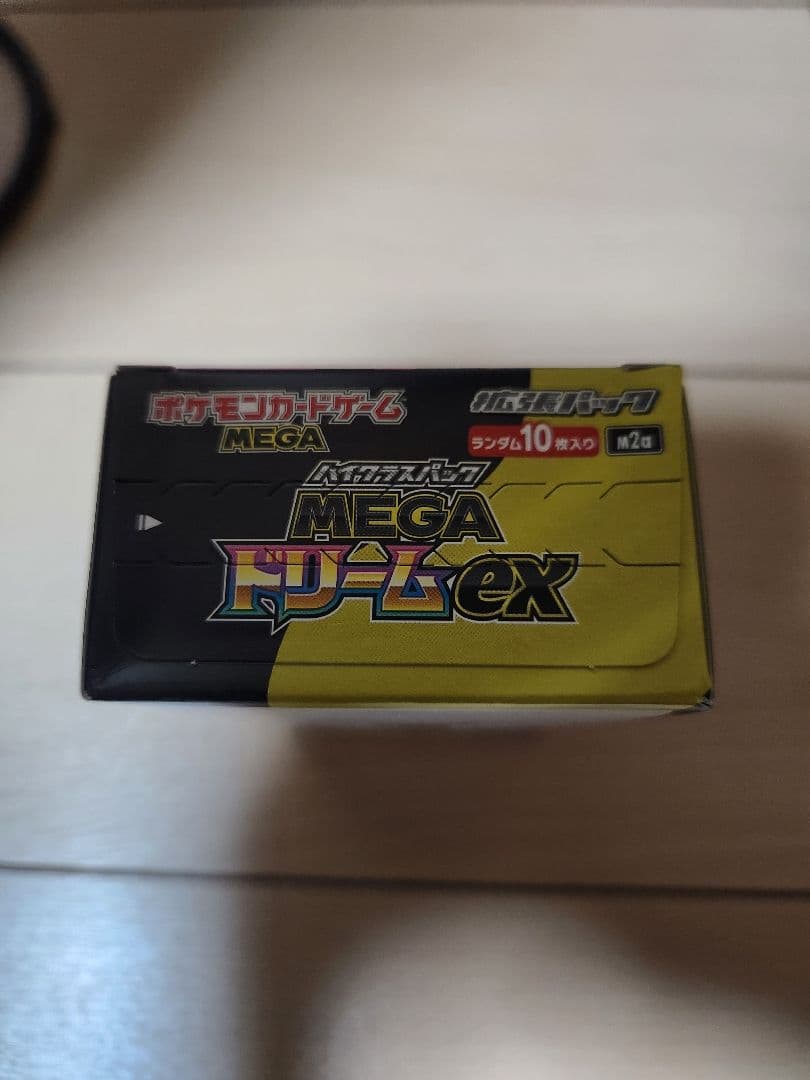 ポケモンカードゲーム
MEGA
拡張パック
ランダム10枚入り M2a
ハイクラスパック
MEGA
ドリームex